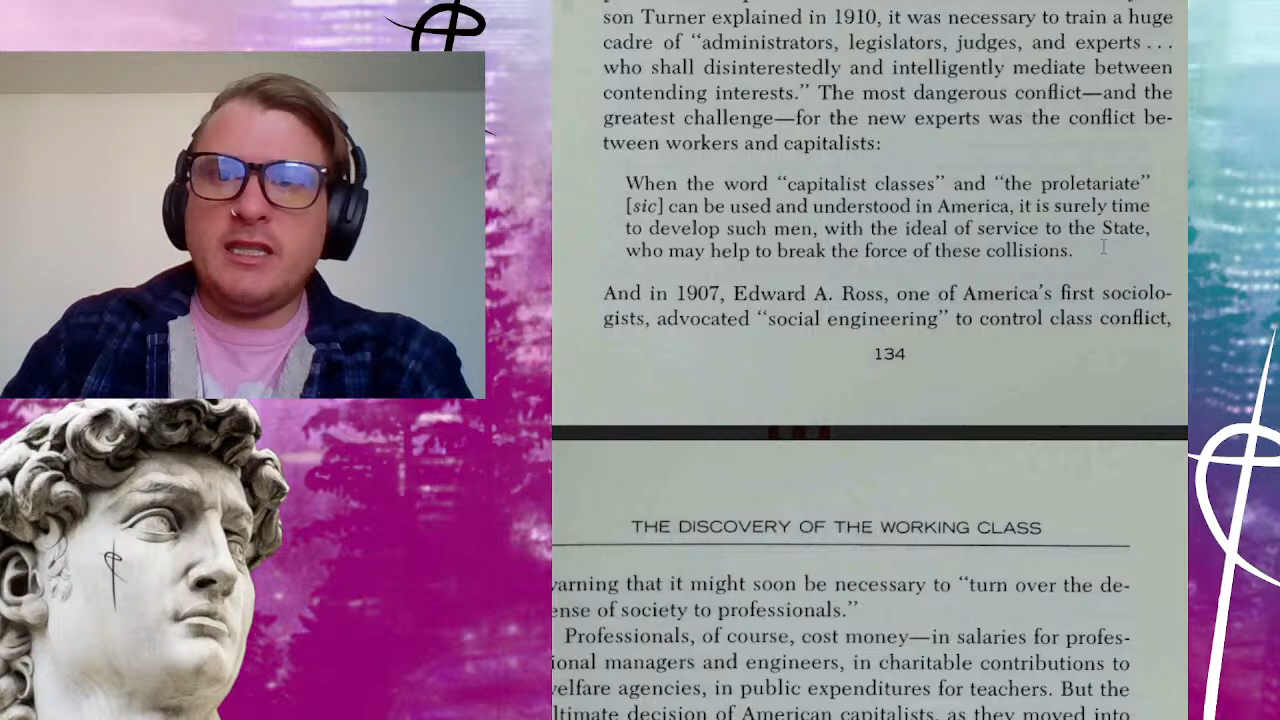 son Turner explained in 1910, it was necessary to train a huge
cadre of “administrators, legislators, judges, and experts . . .
who shall disinterestedly and intelligently mediate between
contending interests.” The most dangerous conflict—and the
greatest challenge—for the new experts was the conflict be-
tween workers and capitalists:
When the word “capitalist classes” and “the proletariate”
[sic] can be used and understood in America, it is surely time
to develop such men, with the ideal of service to the State,
who may help to break the force of these collisions.
And in 1907, Edward A. Ross, one of America’s first sociolo-
gists, advocated “social engineering” to control class conflict,
134
THE DISCOVERY OF THE WORKING CLASS
that it might soon be necessary to “turn over the de-
of society to professionals.”
Professionals, of course, cost money—in salaries for profes-
managers and engineers, in charitable contributions to
agencies, in public expenditures for teachers. But the
decision of American capitalists, as they moved into